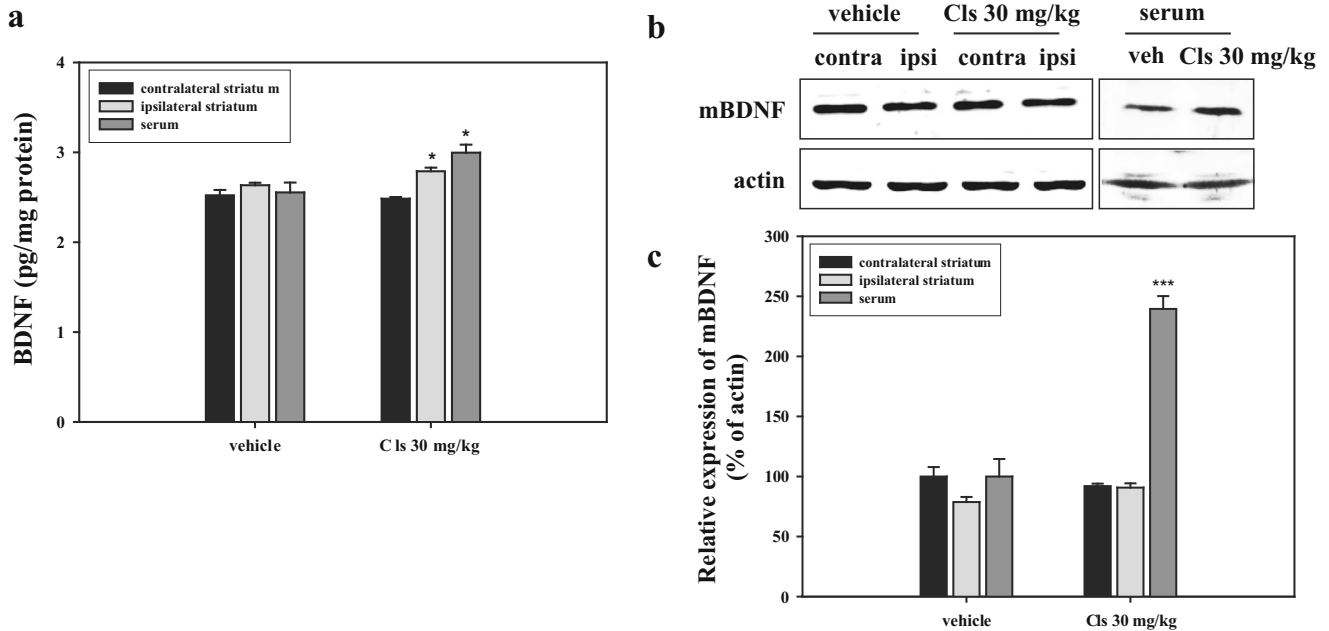 a
BDNF (pg/mg protein)
4
3
2
1
0
contralateral striatu m
ipsilateral striatum
serum
*
*
vehicle
C ls 30 mg/kg
b
vehicle Cls 30 mg/kg serum
contra ipsi contra ipsi veh Cls 30 mg/kg
mBDNF
actin
c
Relative expression of mBDNF
(% of actin)
300
250
200
150
100
50
0
contralateral striatum
ipsilateral striatum
serum
***
vehicle
Cls 30 mg/kg